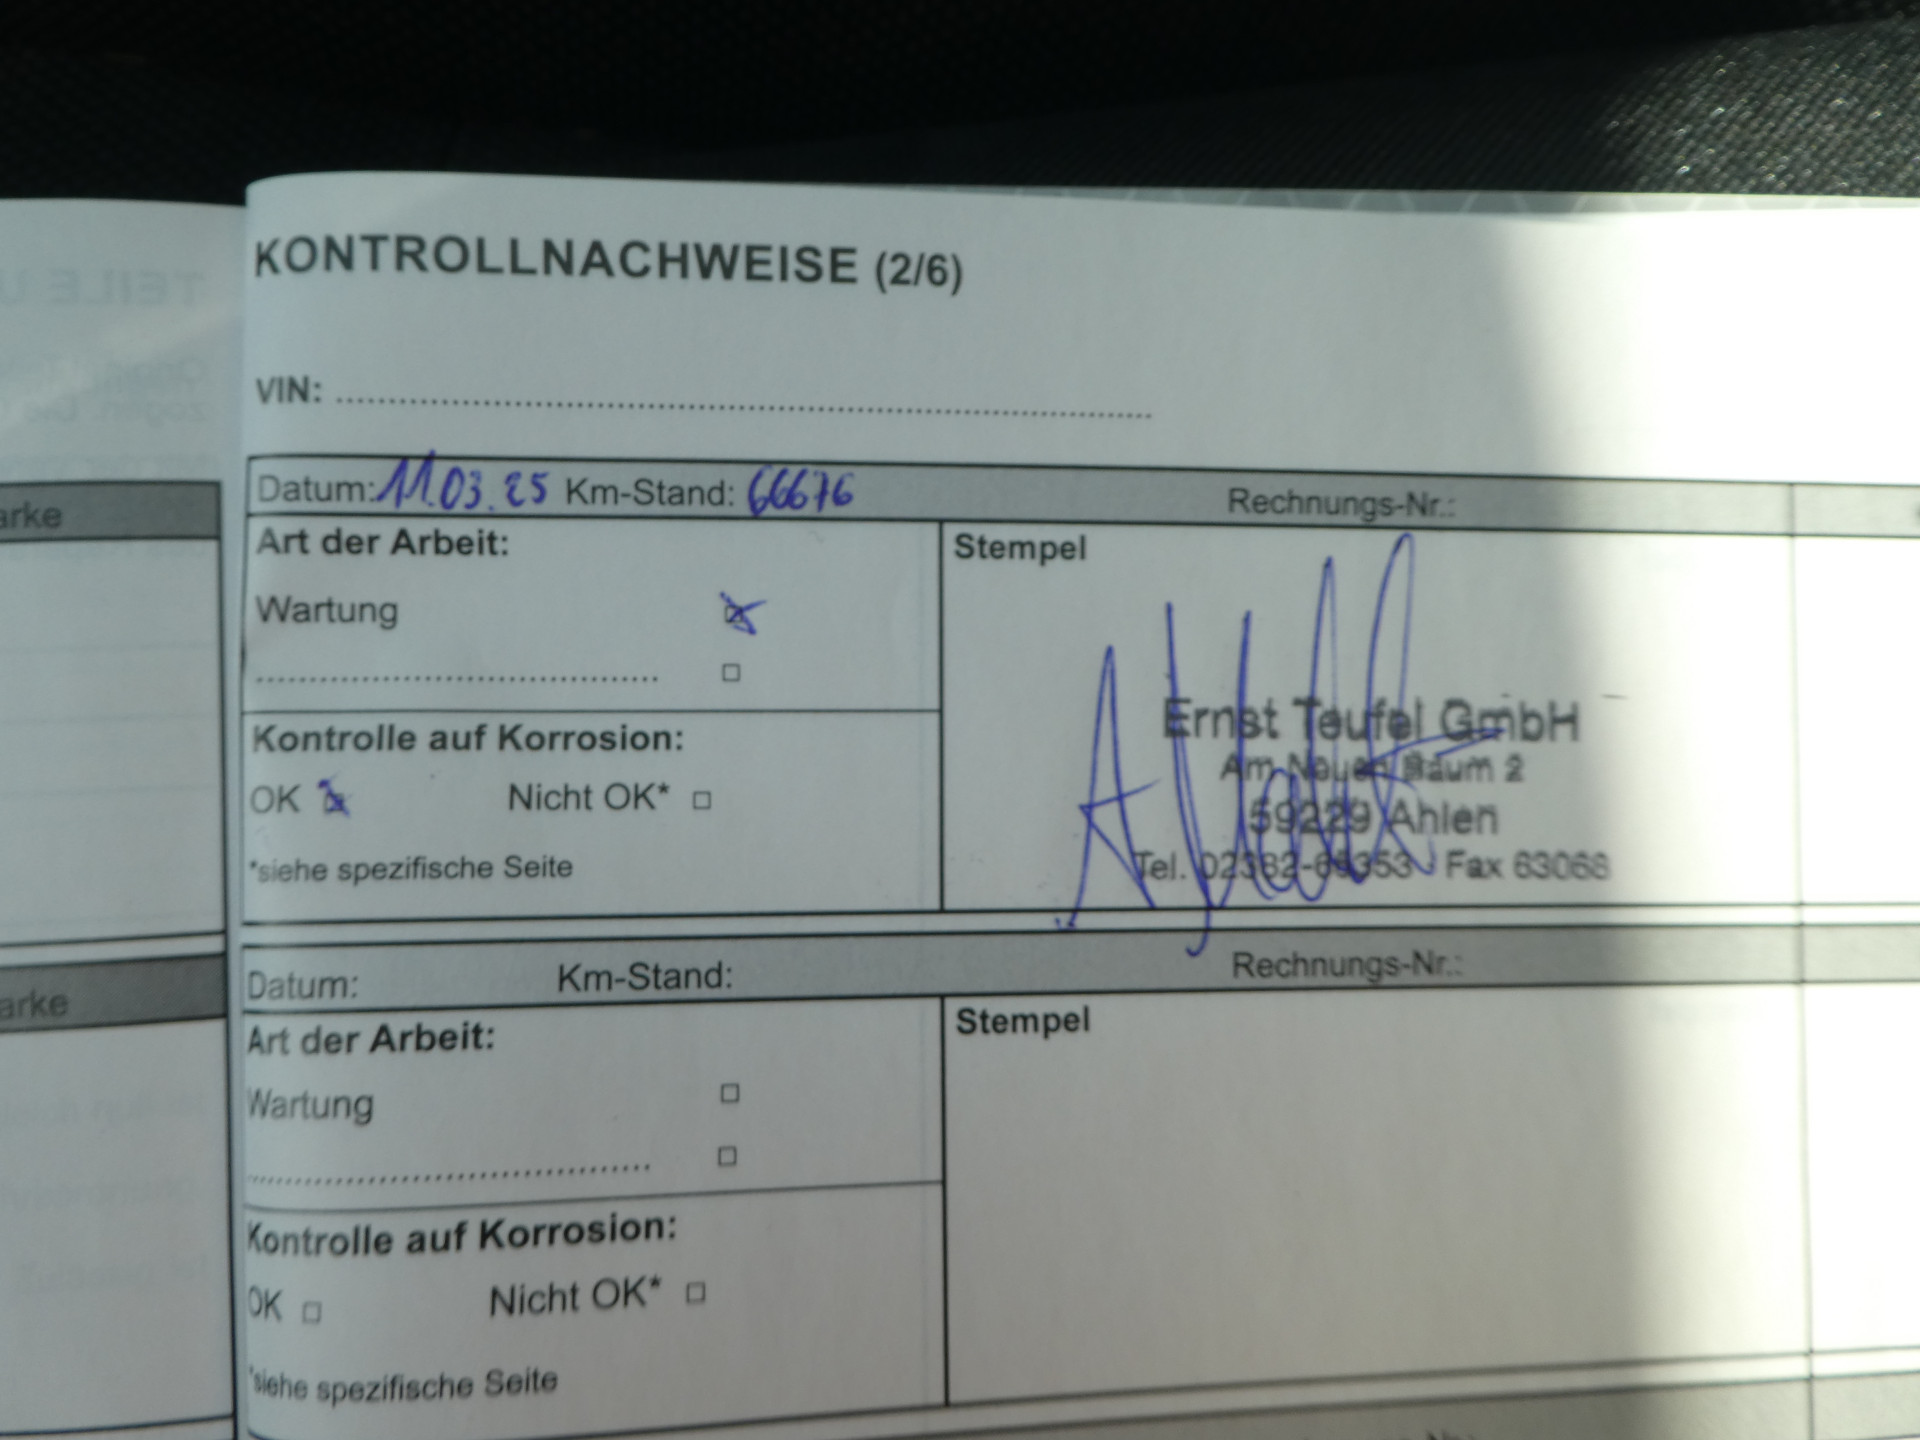 TEILE U
arke
arke
KONTROLLNACHWEISE (2/6)
VIN: ................................................
Datum: 11.03.25 Km-Stand: 66676 Rechnungs-Nr.:
Art der Arbeit:
Wartung
Stempel
Ernst Teufel GmbH
Am Neuen Baum 2
59229 Ahlen
Fax 63068
Kontrolle auf Korrosion:
OK Nicht OK*
*siehe spezifische Seite
Datum: Km-Stand: Rechnungs-Nr.:
Art der Arbeit:
Wartung
Stempel
Kontrolle auf Korrosion:
OK Nicht OK*
*siehe spezifische Seite